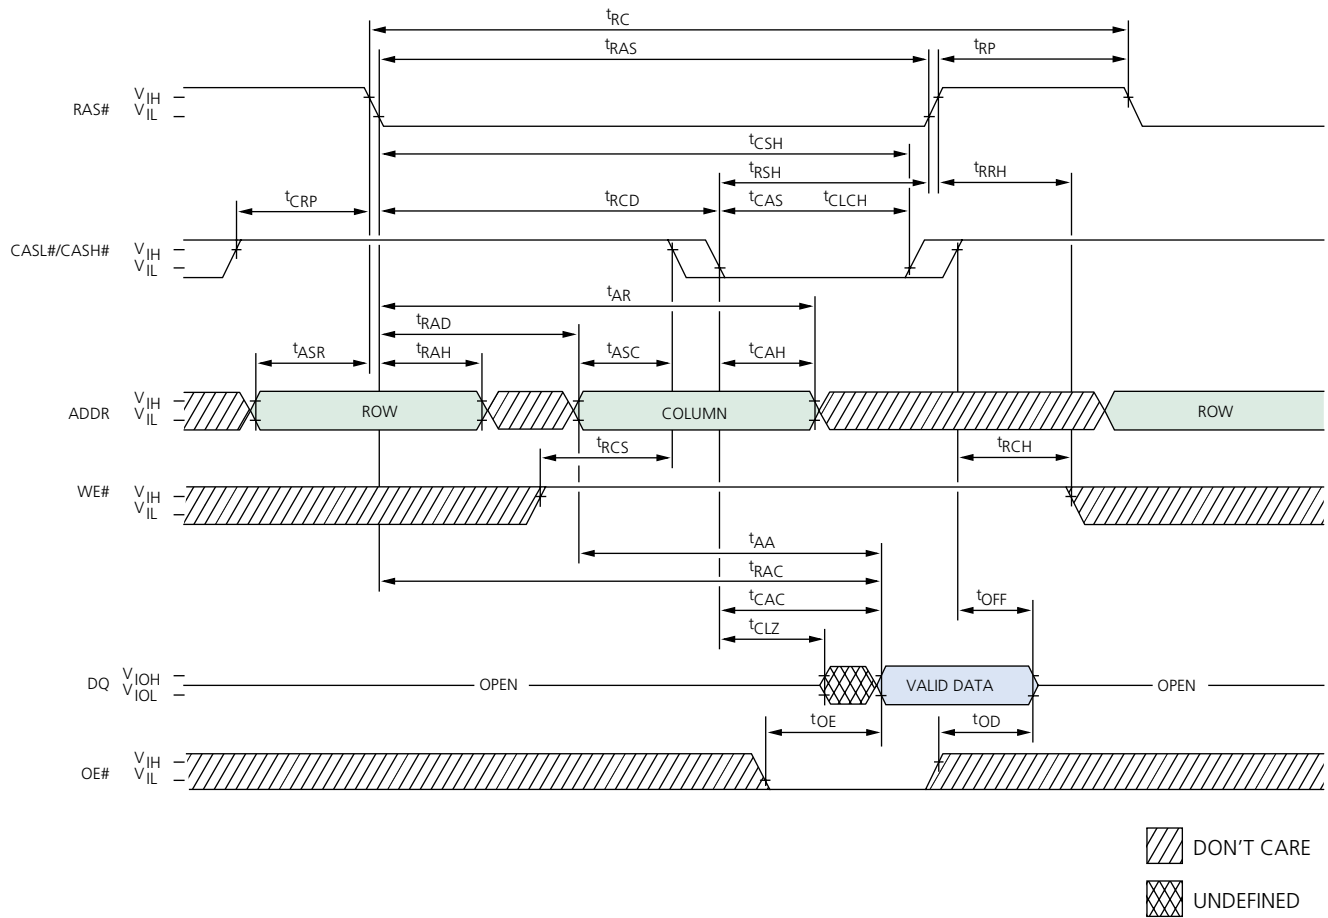 tRC
tRAS
tRP
RAS#
VIH
VIL
tCSH
tRSH
tRRH
tCRP
tRCD
tCAS
tCLCH
CASL#/CASH#
VIH
VIL
tAR
tRAD
tASR
tRAH
tASC
tCAH
ADDR
VIH
VIL
ROW
COLUMN
ROW
tRCS
tRCH
WE#
VIH
VIL
tAA
tRAC
tCAC
tOFF
tCLZ
DQ
VIOH
VIOL
OPEN
VALID DATA
OPEN
tOE
tOD
OE#
VIH
VIL
DON'T CARE
UNDEFINED